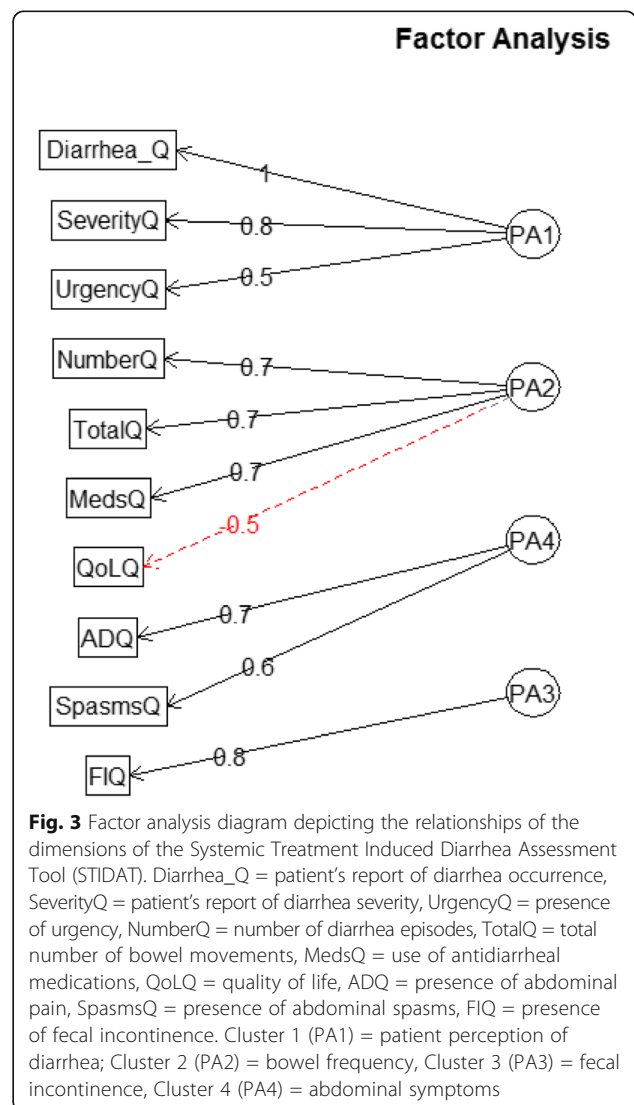 Factor Analysis
Diarrhea_Q
1
SeverityQ
0.8
PA1
UrgencyQ
0.5
NumberQ
0.7
PA2
TotalQ
0.7
MedsQ
0.7
QoLQ
-0.5
PA4
ADQ
0.7
SpasmsQ
0.6
PA3
FIQ
0.8
Fig. 3 Factor analysis diagram depicting the relationships of the
dimensions of the Systemic Treatment Induced Diarrhea Assessment
Tool (STIDAT). Diarrhea_Q = patient's report of diarrhea occurrence,
SeverityQ = patient's report of diarrhea severity, UrgencyQ = presence
of urgency, NumberQ = number of diarrhea episodes, TotalQ = total
number of bowel movements, MedsQ = use of antidiarrheal
medications, QoLQ = quality of life, ADQ = presence of abdominal
pain, SpasmsQ = presence of abdominal spasms, FIQ = presence
of fecal incontinence. Cluster 1 (PA1) = patient perception of
diarrhea; Cluster 2 (PA2) = bowel frequency, Cluster 3 (PA3) = fecal
incontinence, Cluster 4 (PA4) = abdominal symptoms